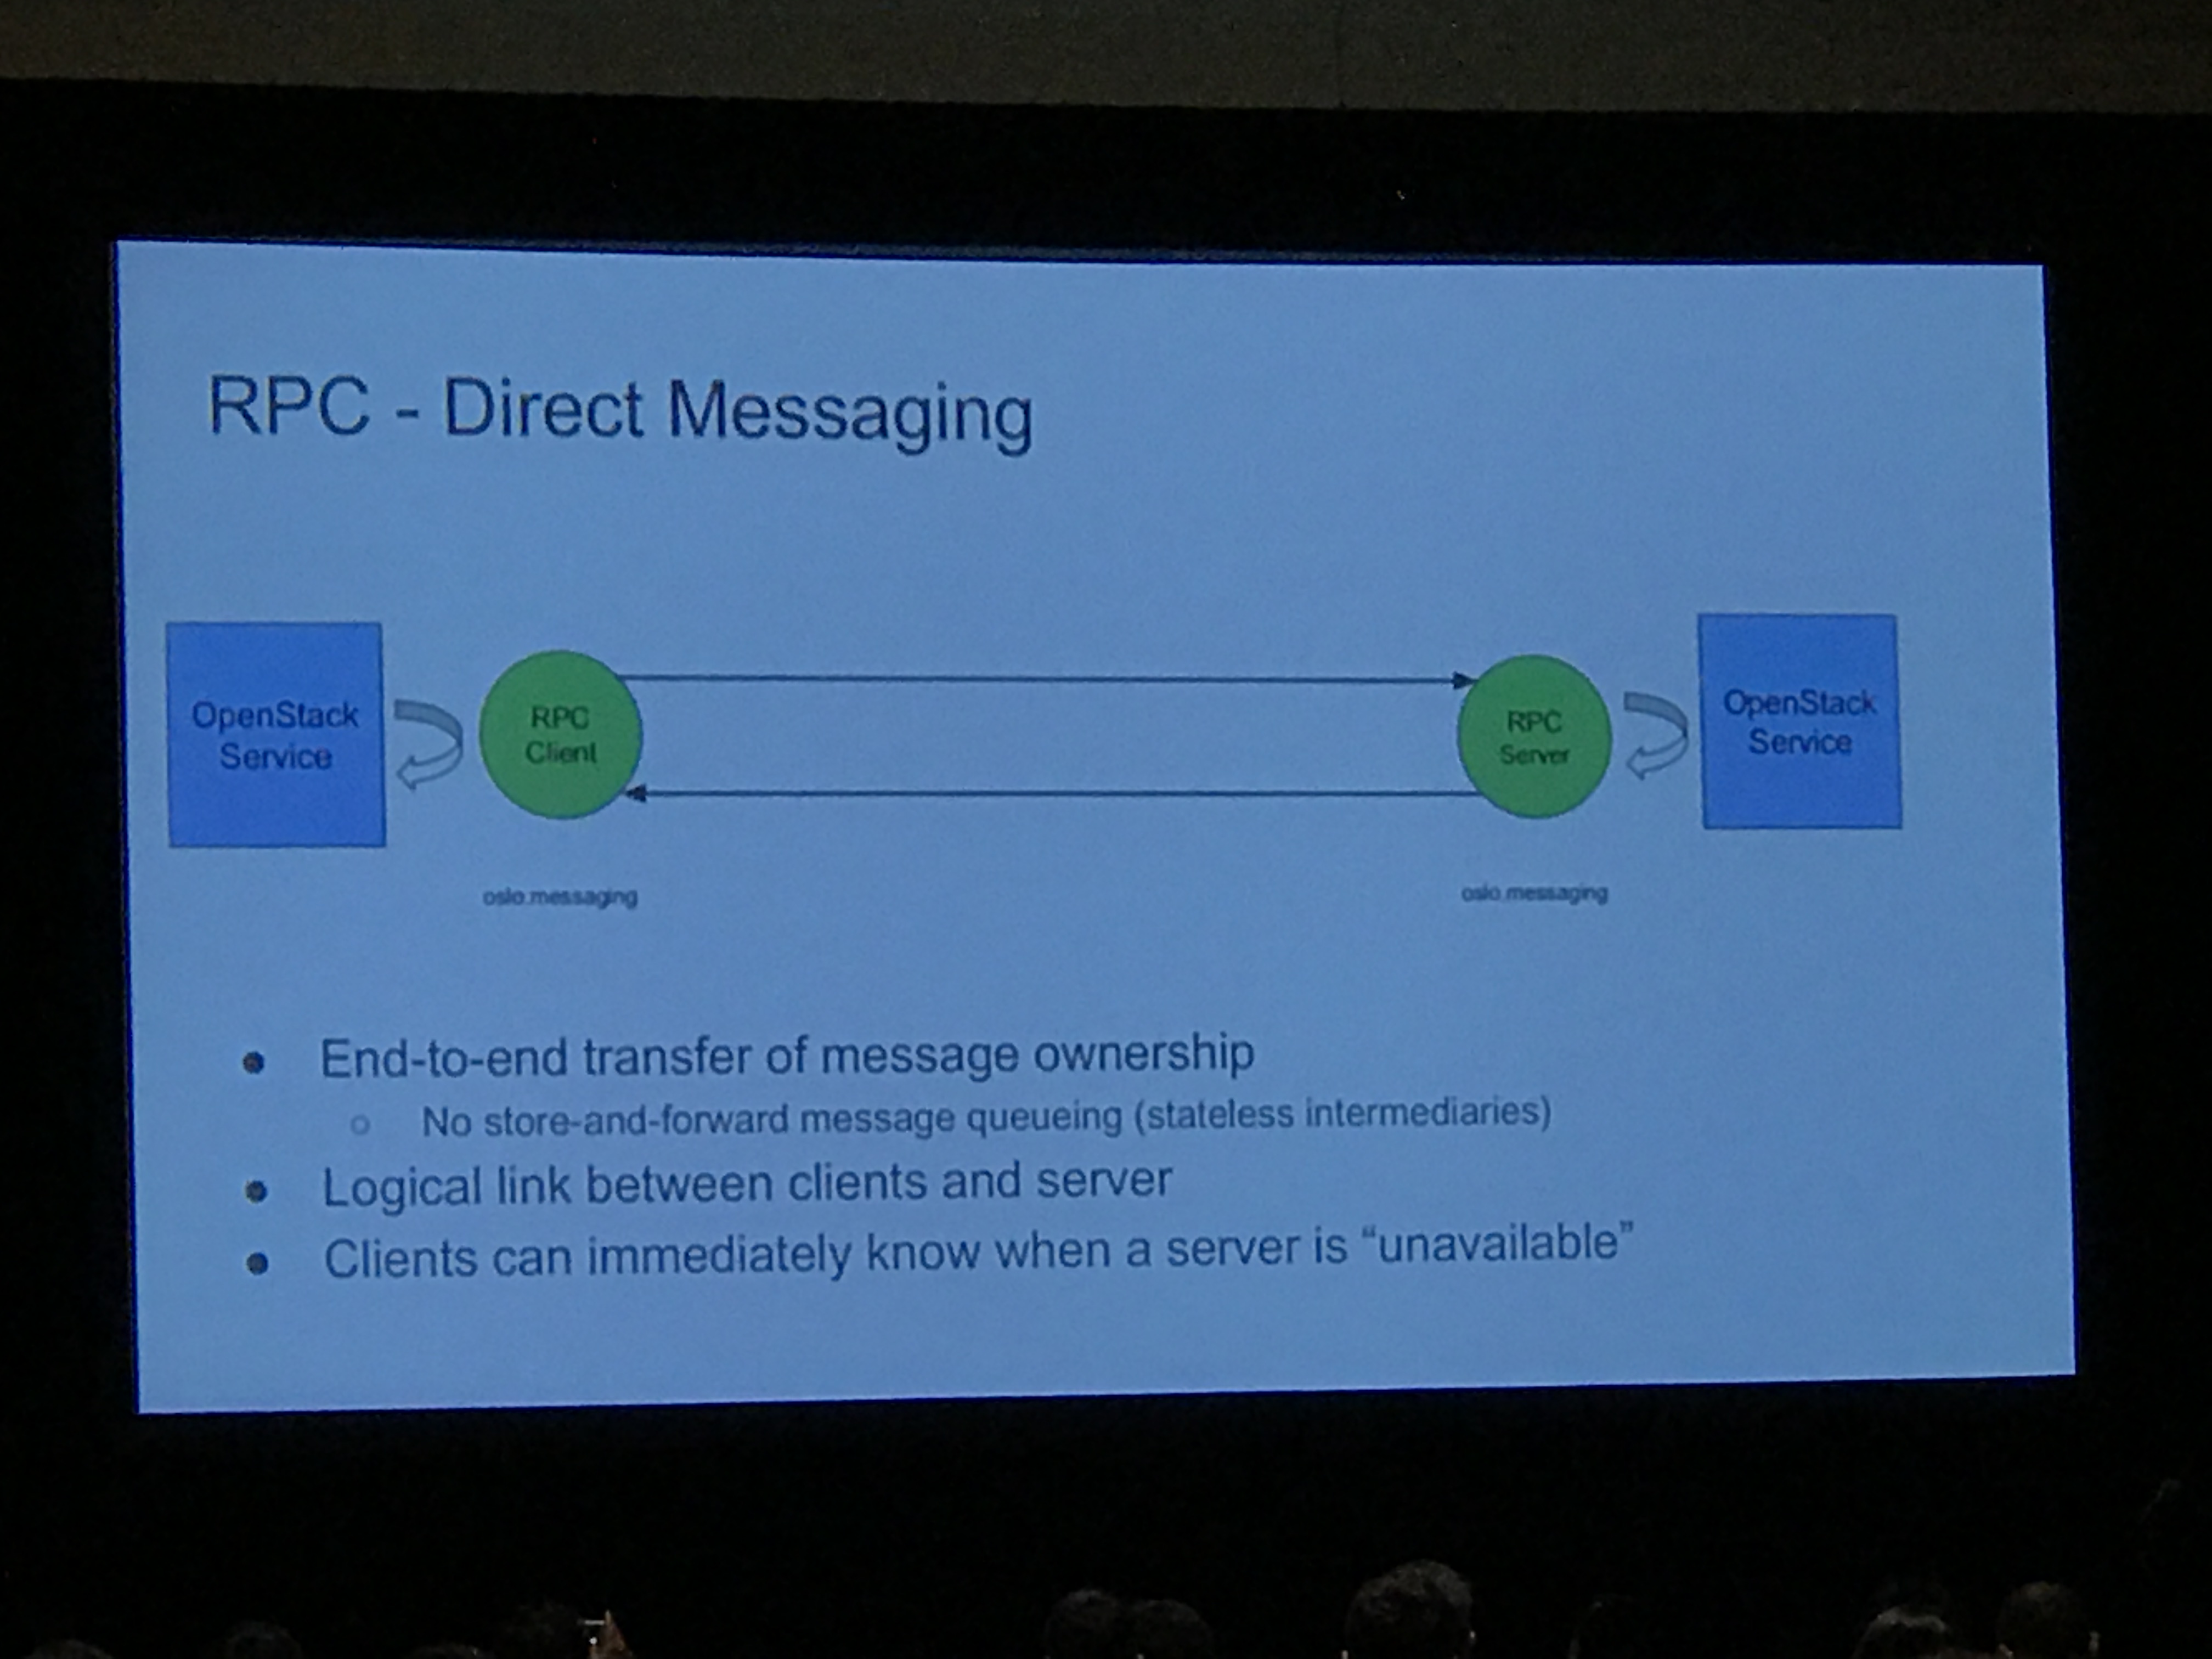 RPC - Direct Messaging
OpenStack
Service
RPC
Client
RPC
Server
OpenStack
Service
oslo.messaging
oslo.messaging
End-to-end transfer of message ownership
No store-and-forward message queueing (stateless intermediaries)
Logical link between clients and server
Clients can immediately know when a server is “unavailable”